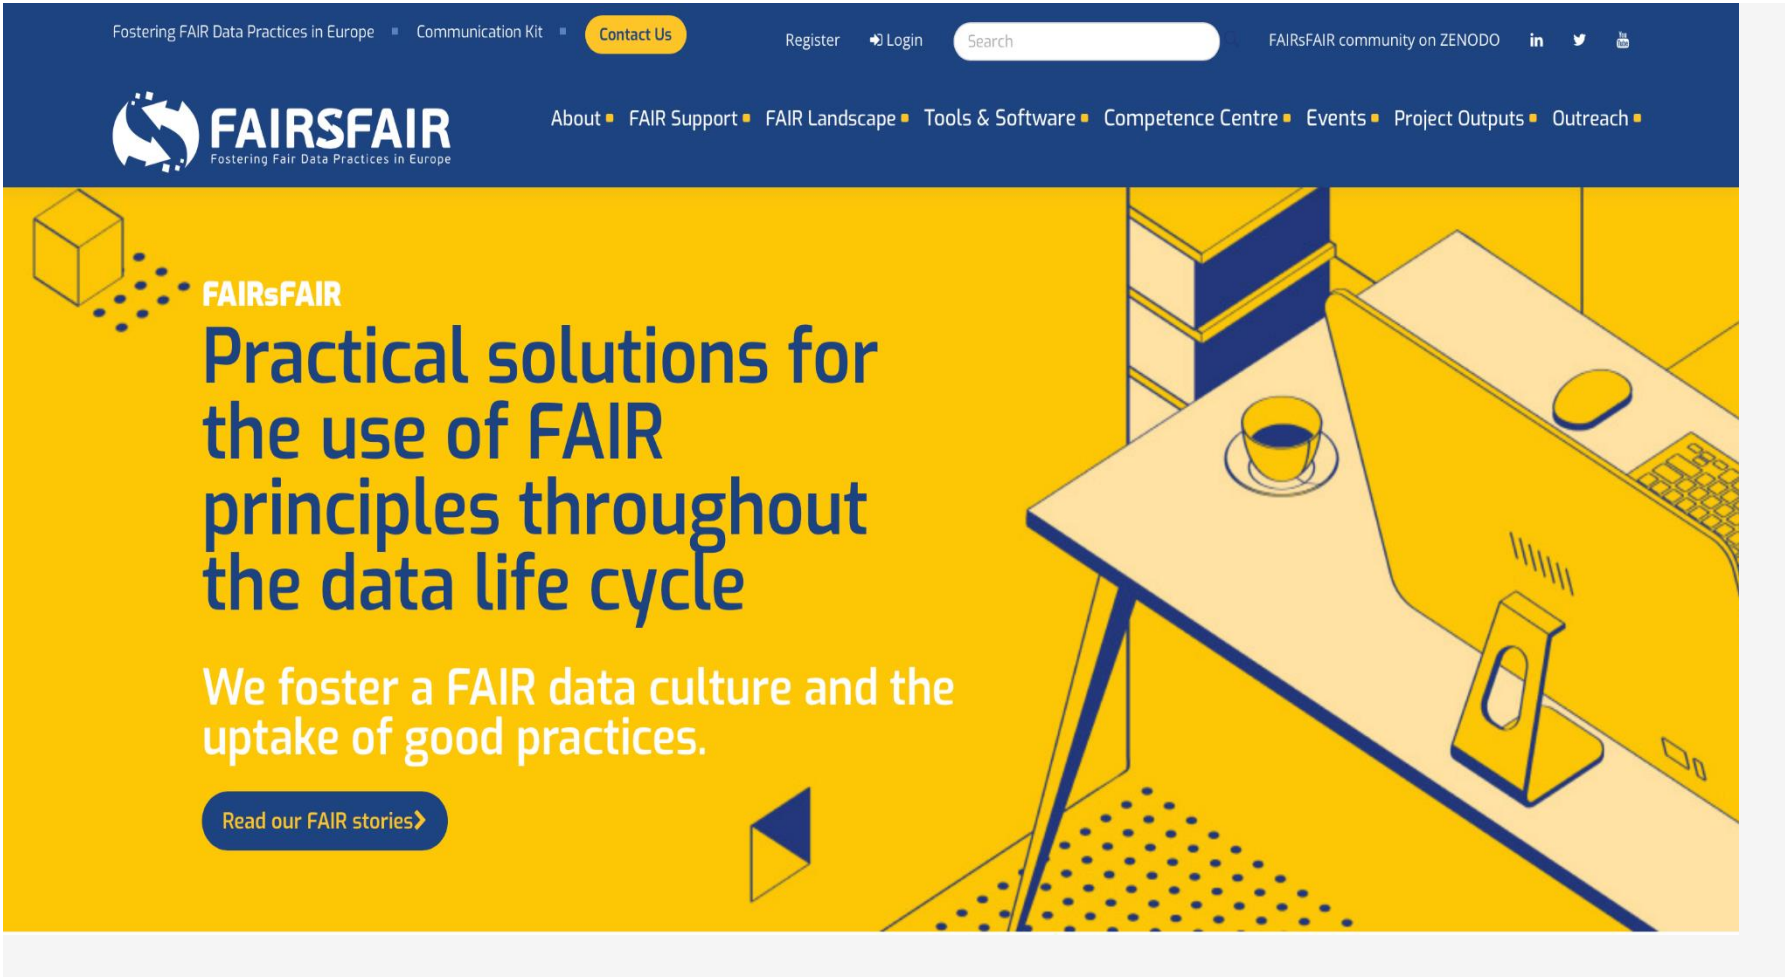 Fostering FAIR Data Practices in Europe Communication Kit Contact Us Register Login Search FAIRsFAIR community on ZENODO
FAIRSFAIR
Fostering Fair Data Practices in Europe
About FAIR Support FAIR Landscape Tools & Software Competence Centre Events Project Outputs Outreach
FAIRsFAIR
Practical solutions for
the use of FAIR
principles throughout
the data life cycle
We foster a FAIR data culture and the
uptake of good practices.
Read our FAIR stories